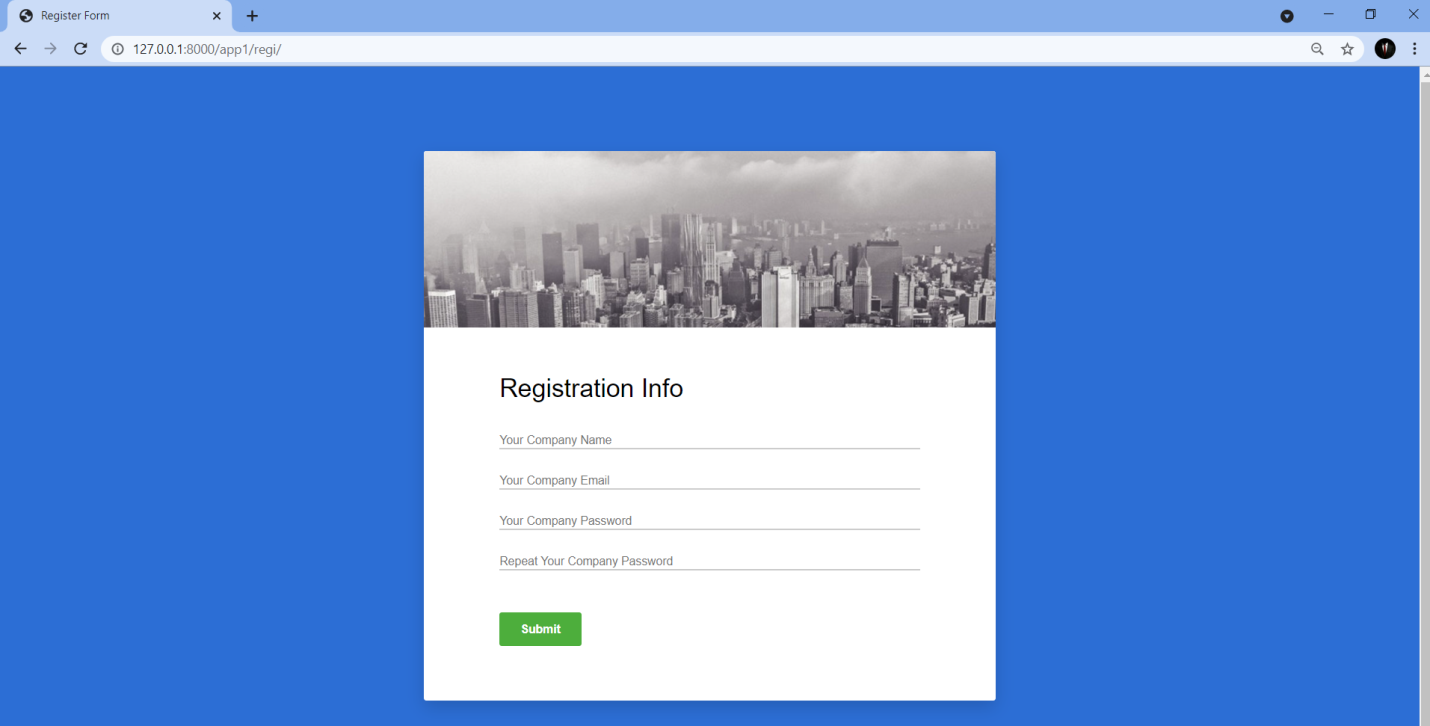 Register Form
127.0.0.1:8000/app1/regi/
Registration Info
Your Company Name
Your Company Email
Your Company Password
Repeat Your Company Password
Submit